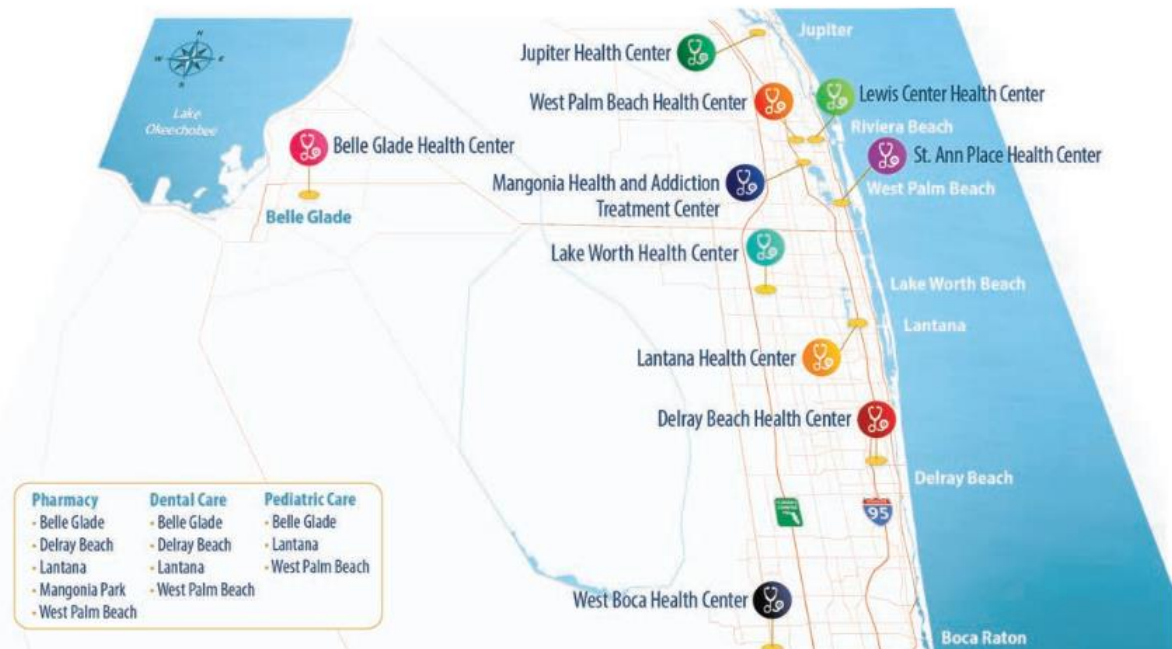 N
W
E
S
Lake
Okeechobee
Jupiter
Jupiter Health Center
West Palm Beach Health Center
Lewis Center Health Center
Riviera Beach
Belle Glade Health Center
St. Ann Place Health Center
Mangonia Health and Addiction
Treatment Center
West Palm Beach
Belle Glade
Lake Worth Health Center
Lake Worth Beach
Lantana
Lantana Health Center
Delray Beach Health Center
Delray Beach
95
Pharmacy
• Belle Glade
• Delray Beach
• Lantana
• Mangonia Park
• West Palm Beach
Dental Care
• Belle Glade
• Delray Beach
• Lantana
• West Palm Beach
Pediatric Care
• Belle Glade
• Lantana
• West Palm Beach
West Boca Health Center
Boca Raton